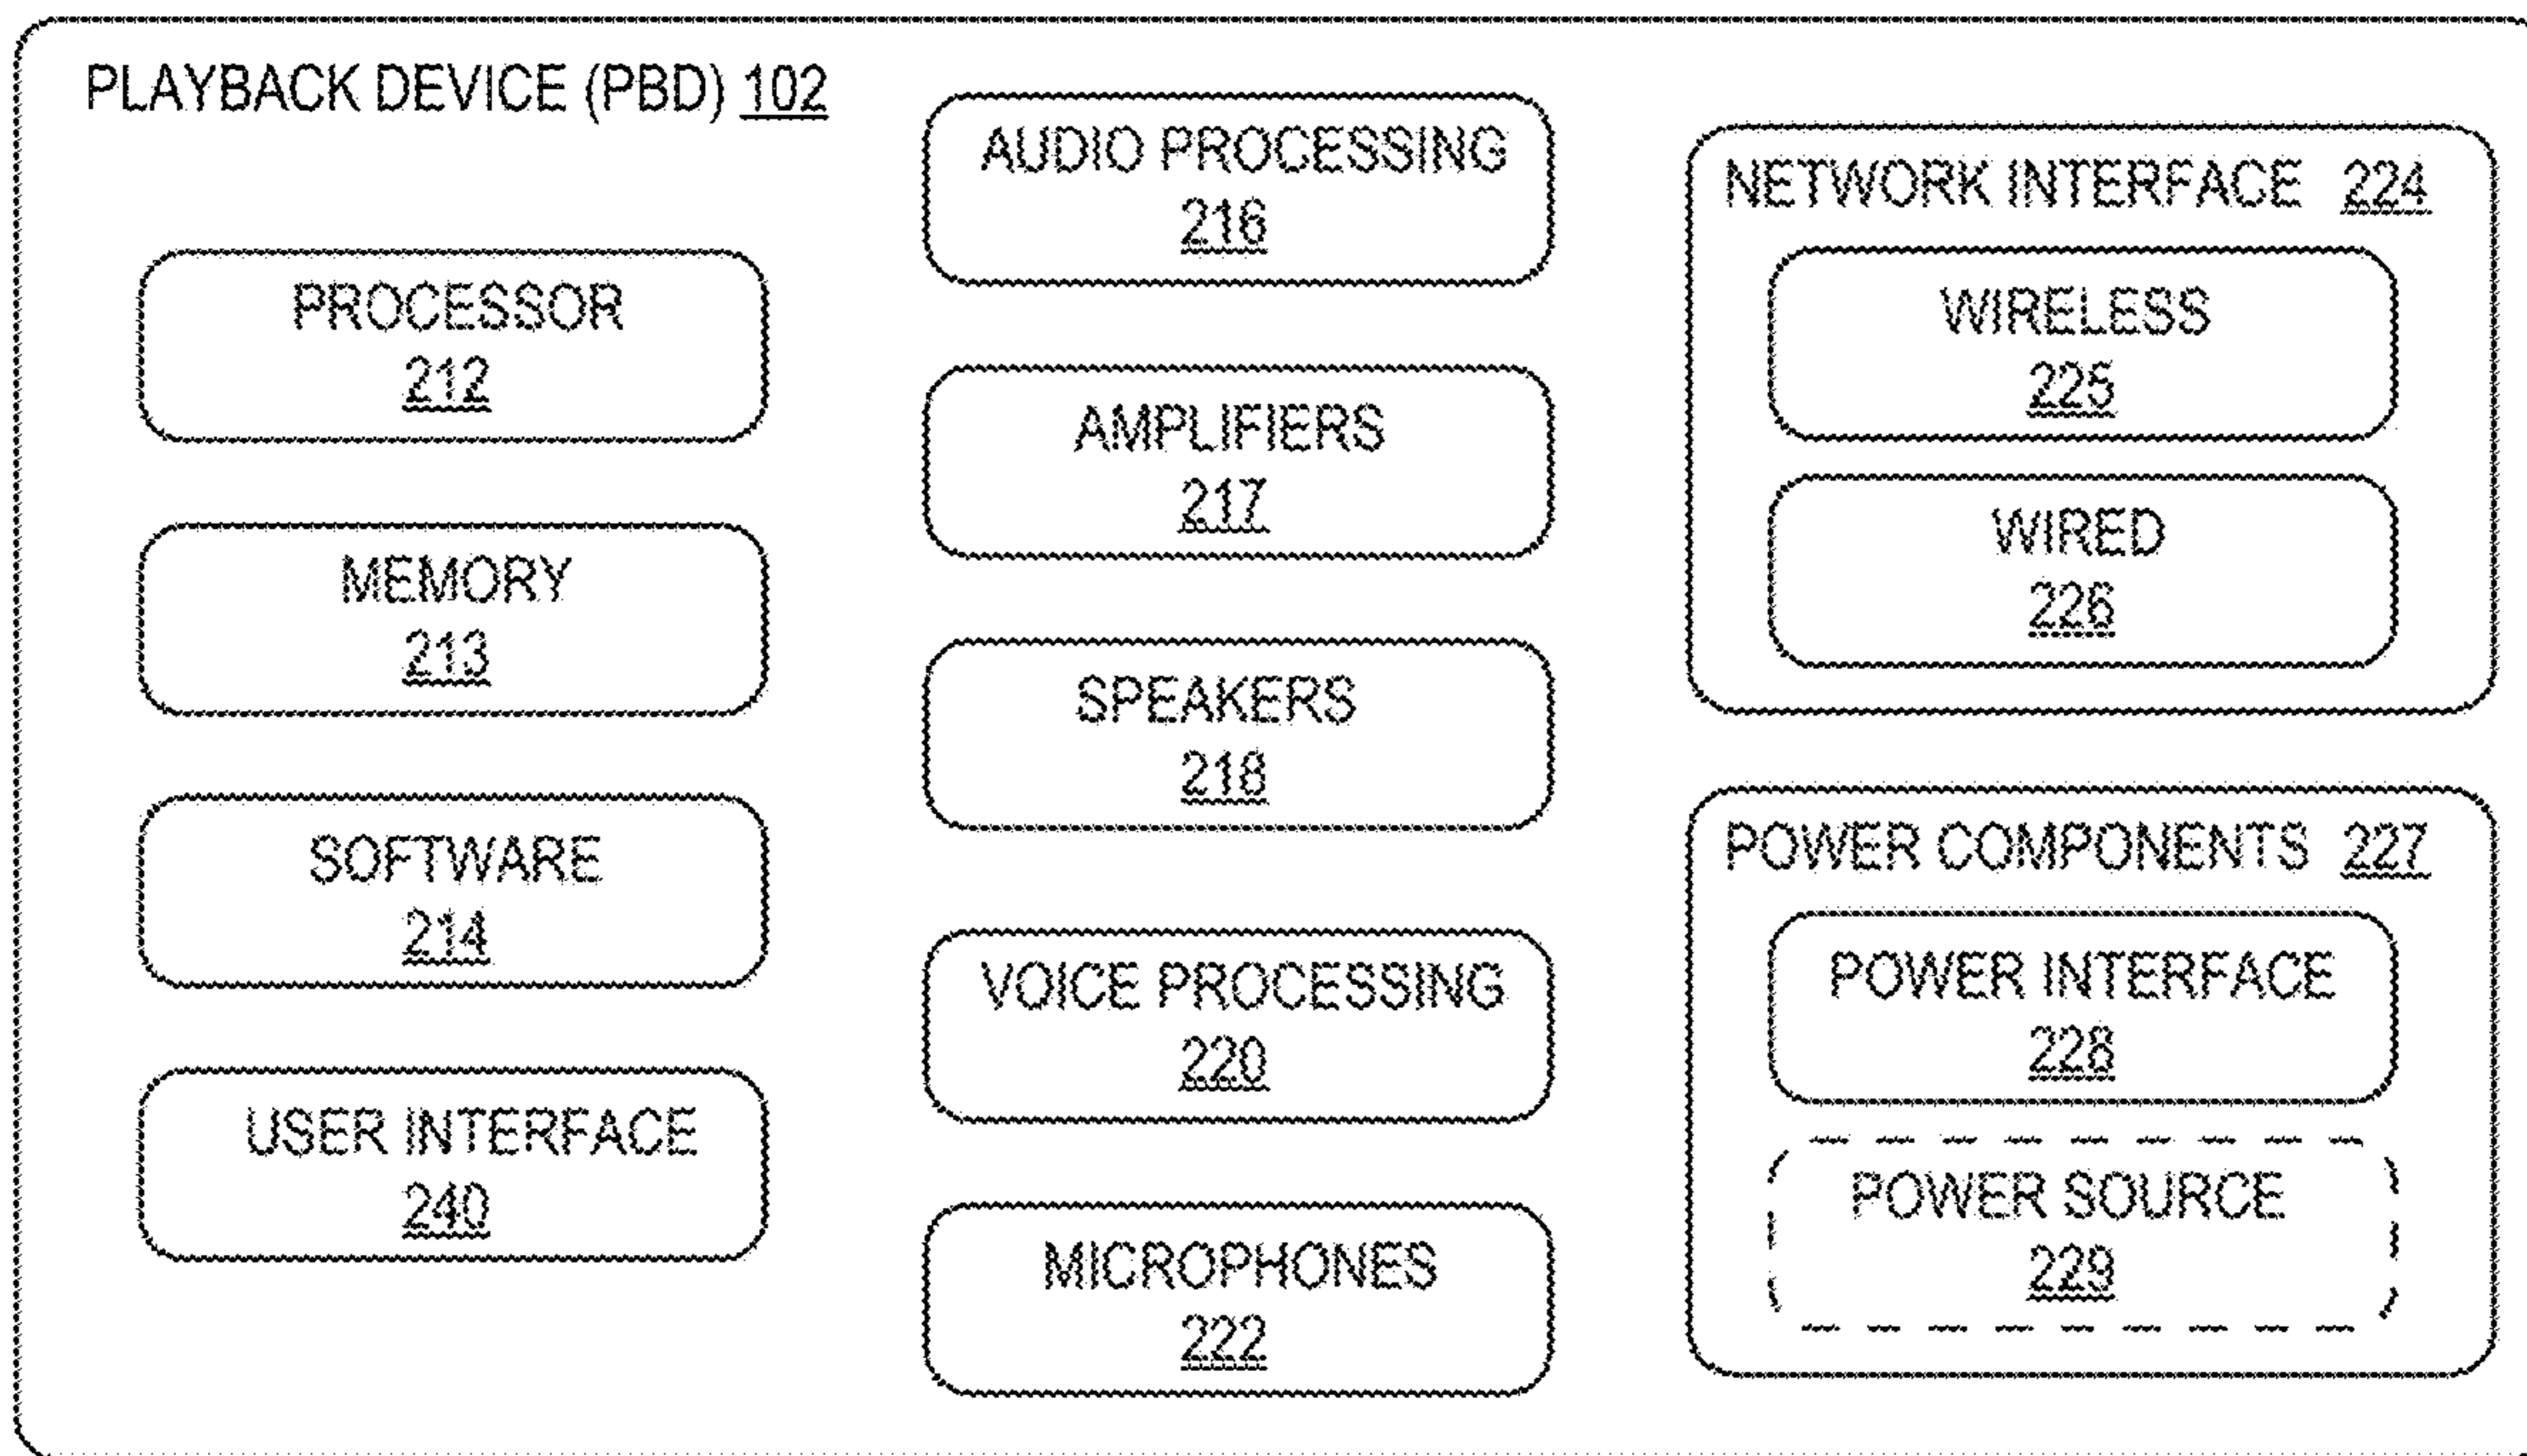 PLAYBACK DEVICE (PBD) 102
PROCESSOR
212
MEMORY
213
SOFTWARE
214
USER INTERFACE
240
AUDIO PROCESSING
216
AMPLIFIERS
217
SPEAKERS
218
VOICE PROCESSING
220
MICROPHONES
222
NETWORK INTERFACE 224
WIRELESS
225
WIRED
226
POWER COMPONENTS 227
POWER INTERFACE
228
POWER SOURCE
229